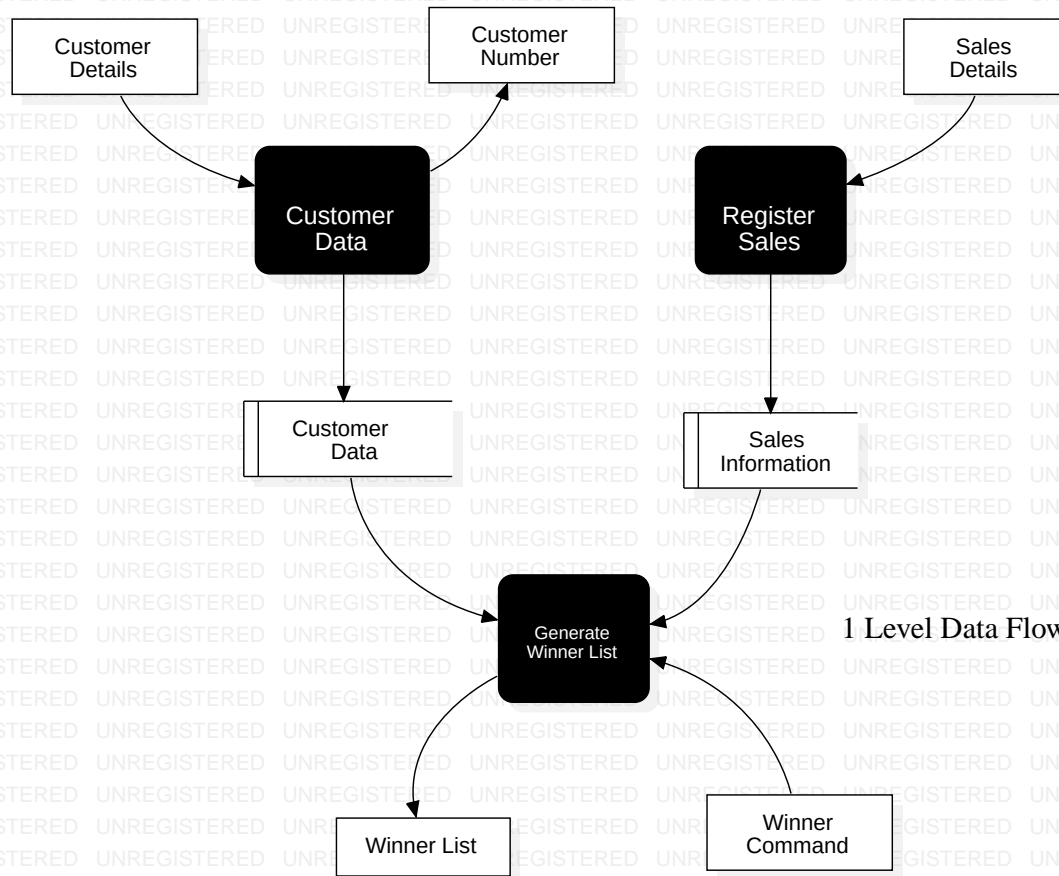 Customer
Details
Customer
Number
Sales
Details
Customer
Data
Register
Sales
Customer
Data
Sales
Information
Generate
Winner List
1 Level Data Flow
Winner List
Winner
Command
UNREGISTERED